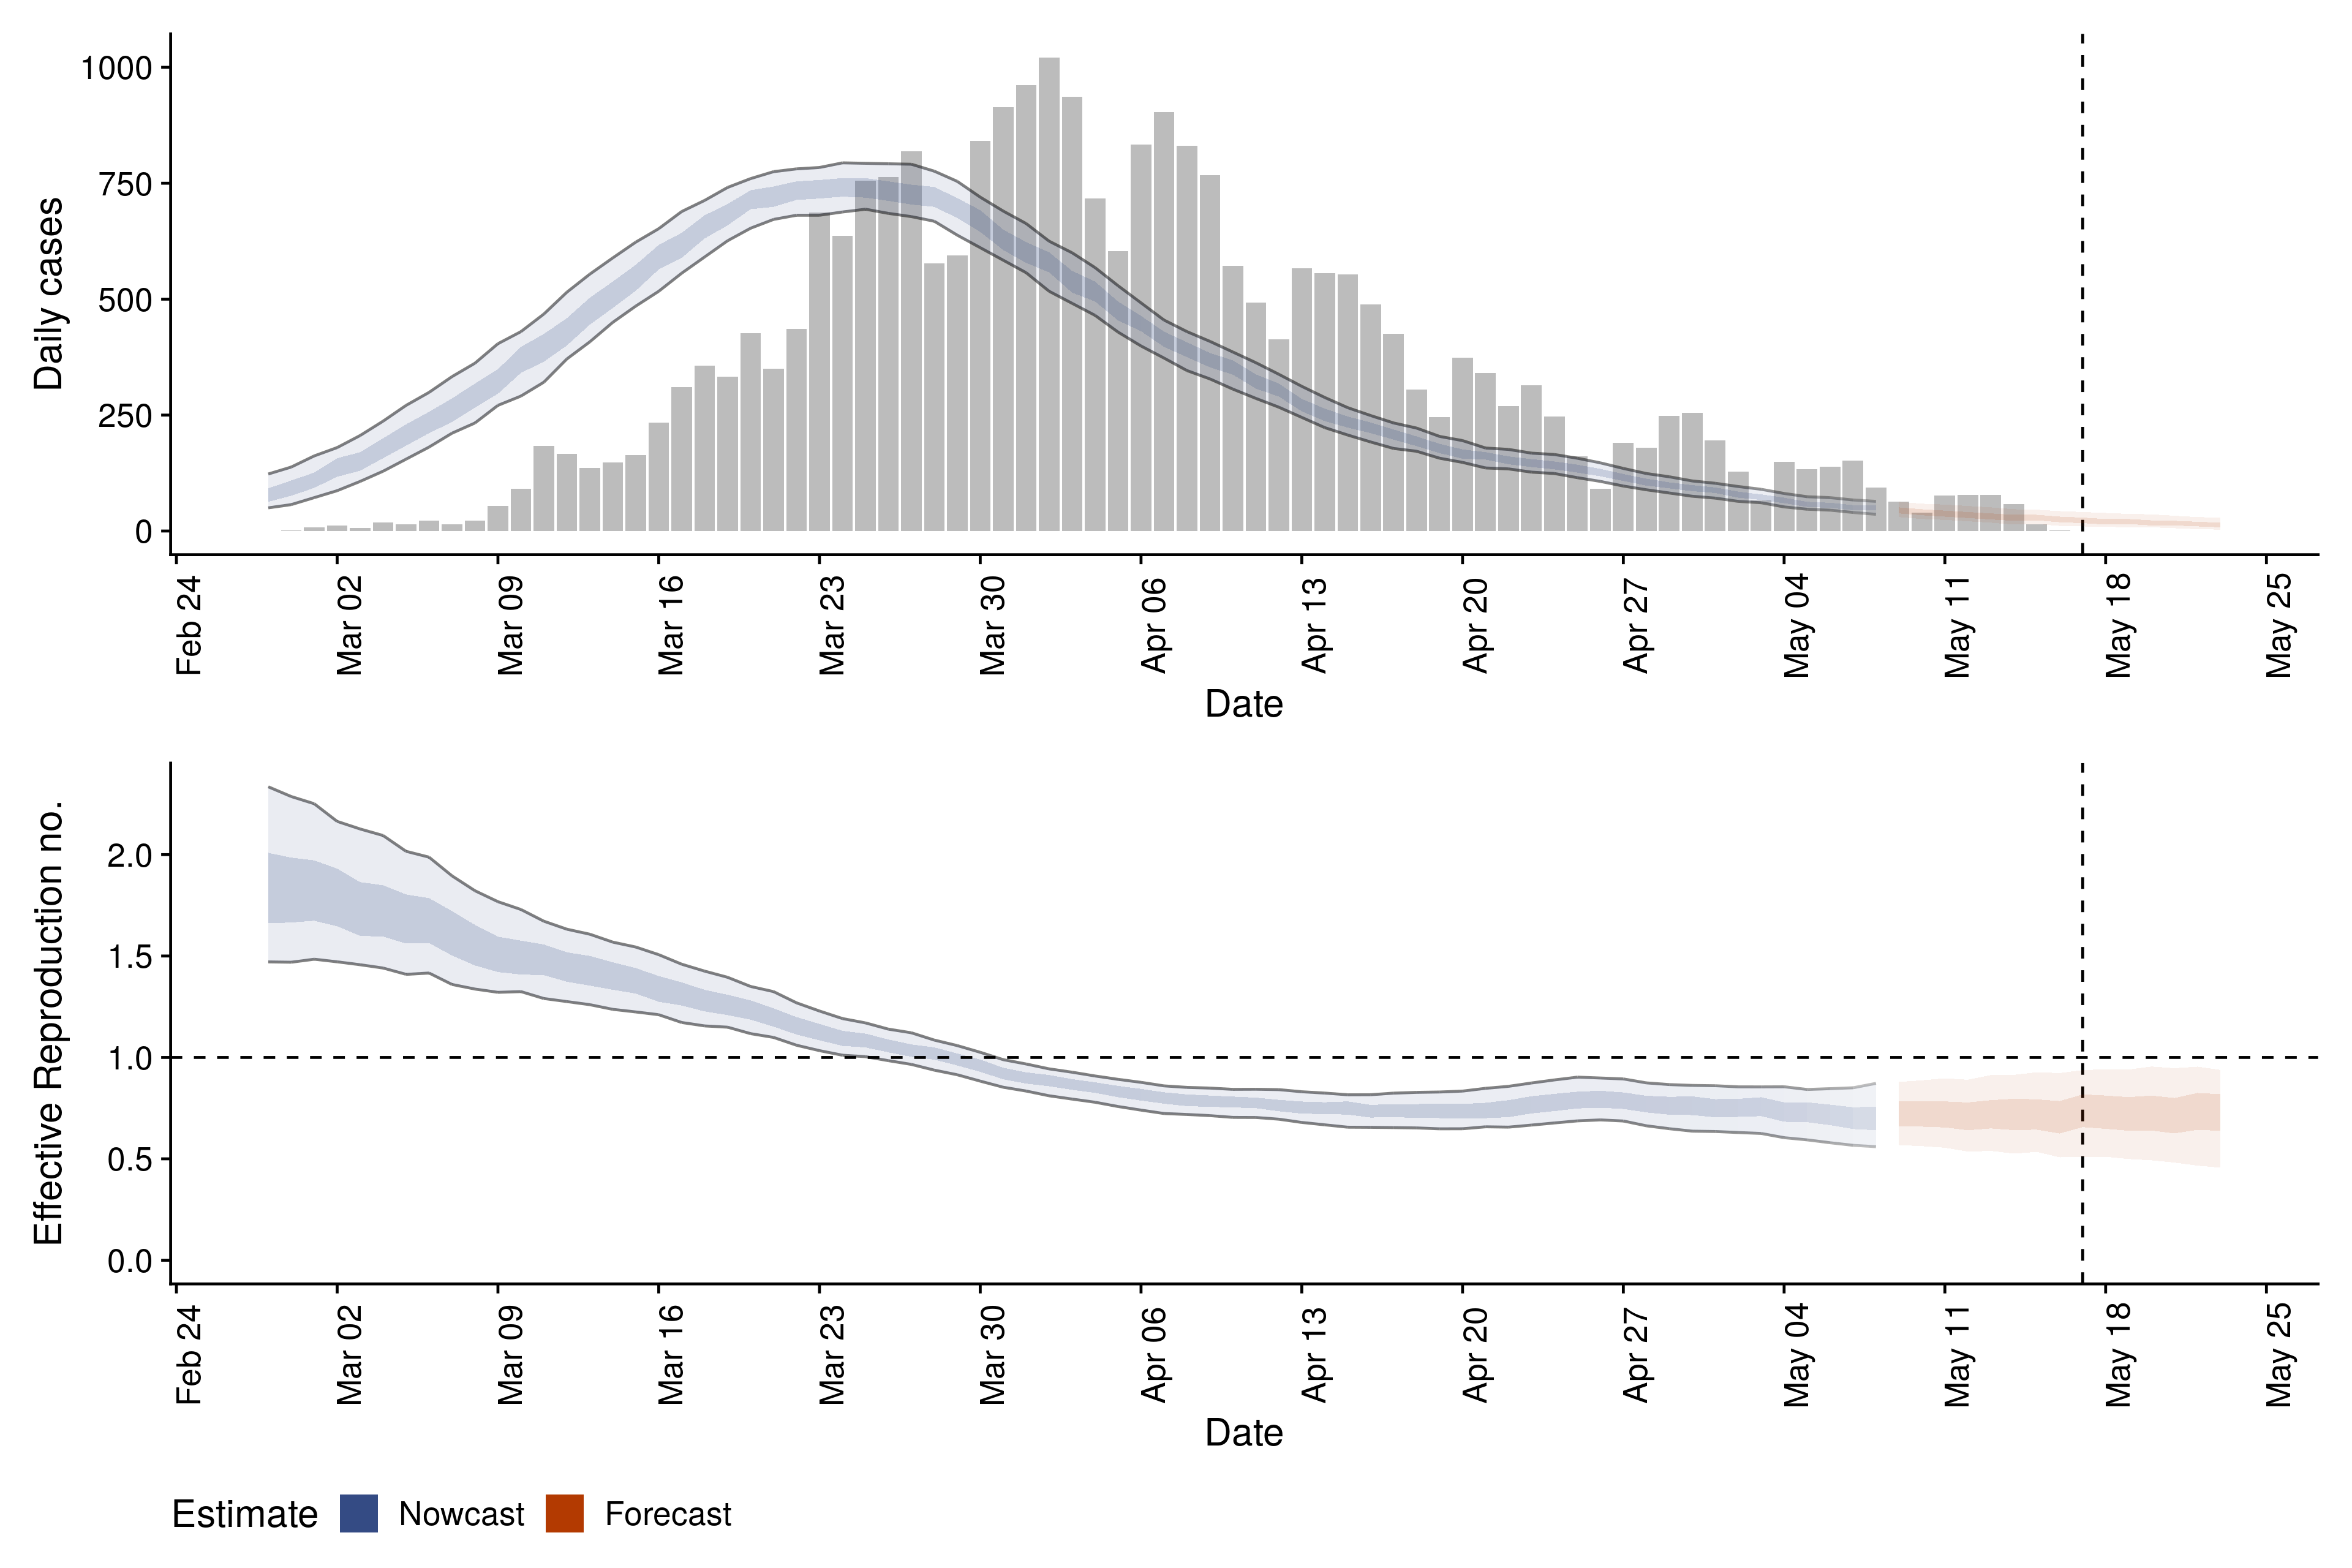 Daily cases
1000
750
500
250
0
Feb 24 Mar 02 Mar 09 Mar 16 Mar 23 Mar 30 Apr 06 Apr 13 Apr 20 Apr 27 May 04 May 11 May 18 May 25
Date
Effective Reproduction no.
2.0
1.5
1.0
0.5
0.0
Feb 24 Mar 02 Mar 09 Mar 16 Mar 23 Mar 30 Apr 06 Apr 13 Apr 20 Apr 27 May 04 May 11 May 18 May 25
Date
Estimate Nowcast Forecast